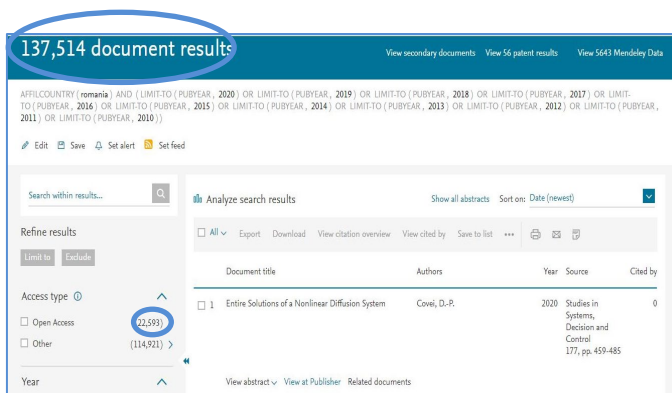 137,514 document results
View secondary documents View 56 patent results View 5643 Mendeley Data
AFFILCOUNTRY ( romania ) AND ( LIMIT-TO ( PUBYEAR , 2020 ) OR LIMIT-TO ( PUBYEAR , 2019 ) OR LIMIT-TO ( PUBYEAR , 2018 ) OR LIMIT-TO ( PUBYEAR , 2017 ) OR LIMIT-
TO ( PUBYEAR , 2016 ) OR LIMIT-TO ( PUBYEAR , 2015 ) OR LIMIT-TO ( PUBYEAR , 2014 ) OR LIMIT-TO ( PUBYEAR , 2013 ) OR LIMIT-TO ( PUBYEAR , 2012 ) OR LIMIT-TO ( PUBYEAR ,
2011 ) OR LIMIT-TO ( PUBYEAR , 2010 ) )
Edit Save Set alert Set feed
Search within results...
Refine results
Limit to Exclude
Access type
Open Access (22,593)
Other (114,921)
Year
Analyze search results
Show all abstracts Sort on: Date (newest)
All Export Download View citation overview View cited by Save to list •••
Document title Authors Year Source Cited by
1 Entire Solutions of a Nonlinear Diffusion System Covei, D.-P. 2020 Studies in 0
Systems,
Decision and
Control
177, pp. 459-485
View abstract View at Publisher Related documents